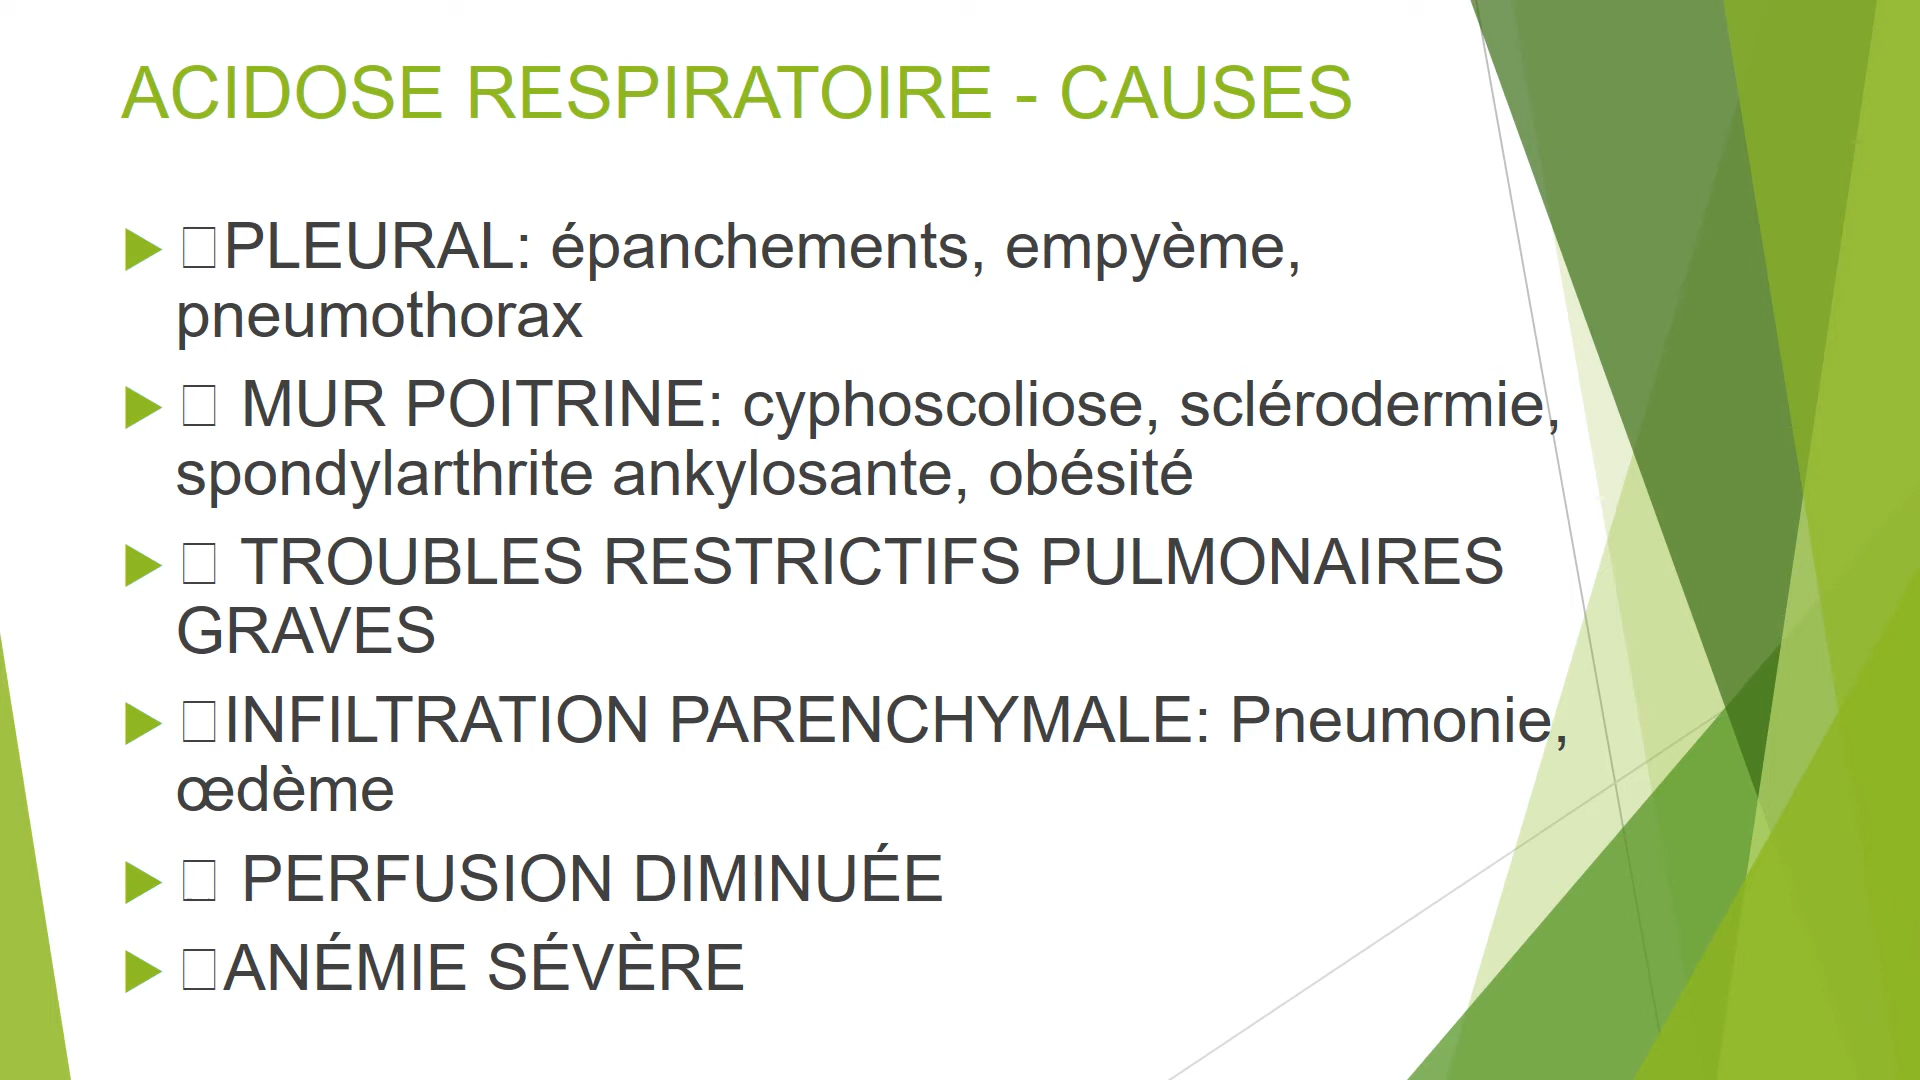 ACIDOSE RESPIRATOIRE - CAUSES
PLEURAL: épanchements, empyème,
pneumothorax
MUR POITRINE: cyphoscoliose, sclérodermie,
spondylarthrite ankylosante, obésité
TROUBLES RESTRICTIFS PULMONAIRES
GRAVES
INFILTRATION PARENCHYMALE: Pneumonie,
œdème
PERFUSION DIMINUÉE
ANÉMIE SÉVÈRE